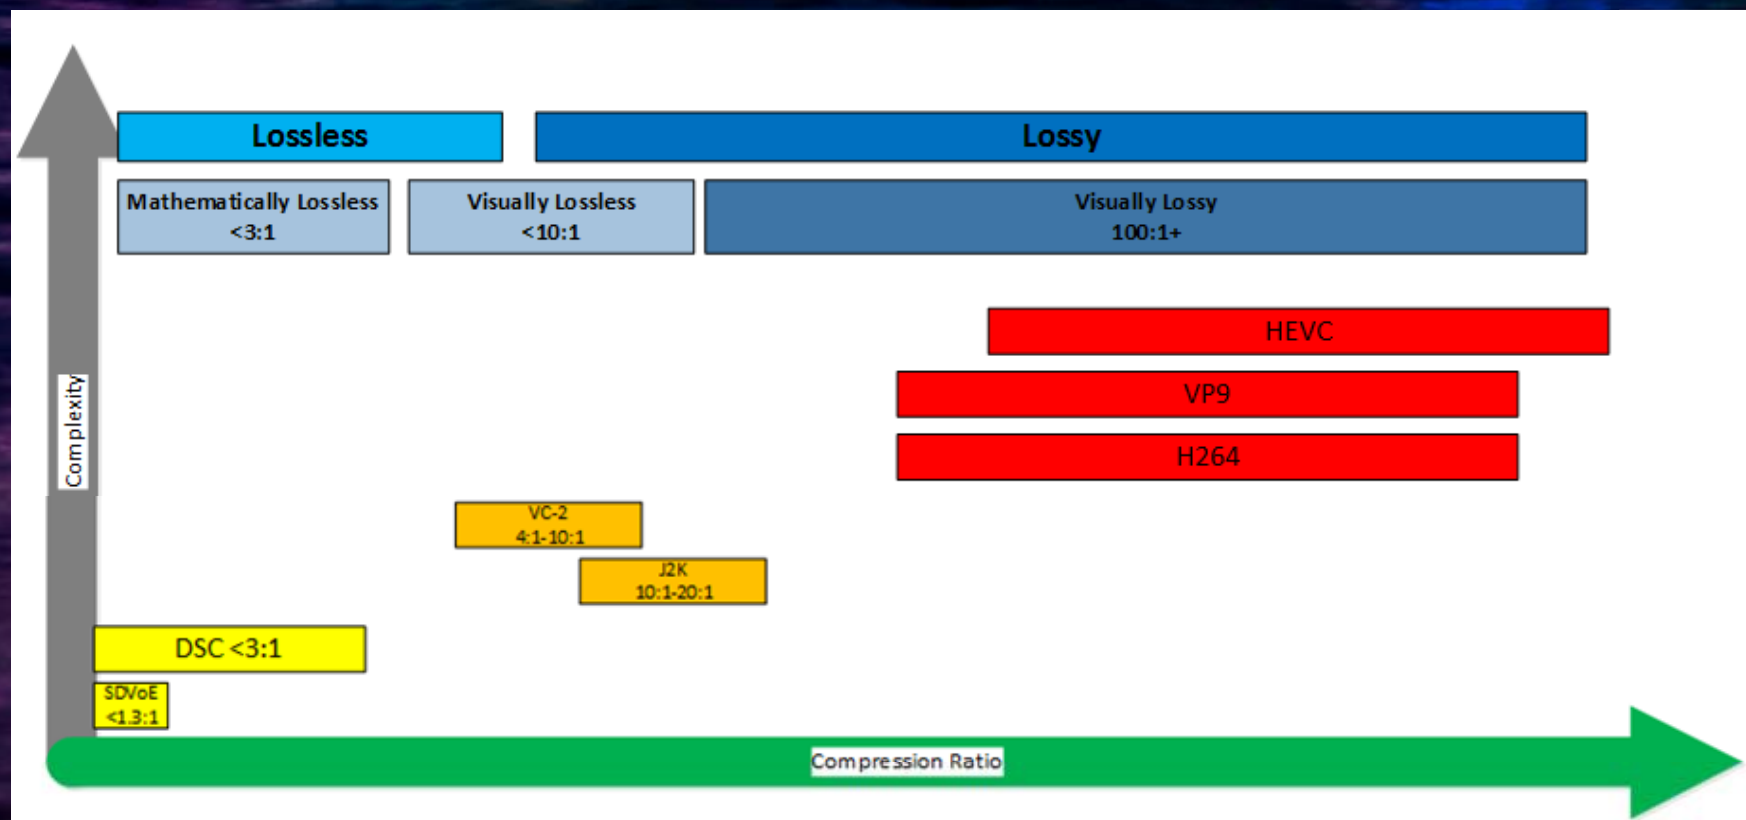 Lossless
Lossy
Mathematically Lossless
<3:1
Visually Lossless
<10:1
Visually Lossy
100:1+
HEVC
VP9
H264
Complexity
VC-2
4:1-10:1
J2K
10:1-20:1
DSC <3:1
SDVoE
<1.3:1
Compression Ratio